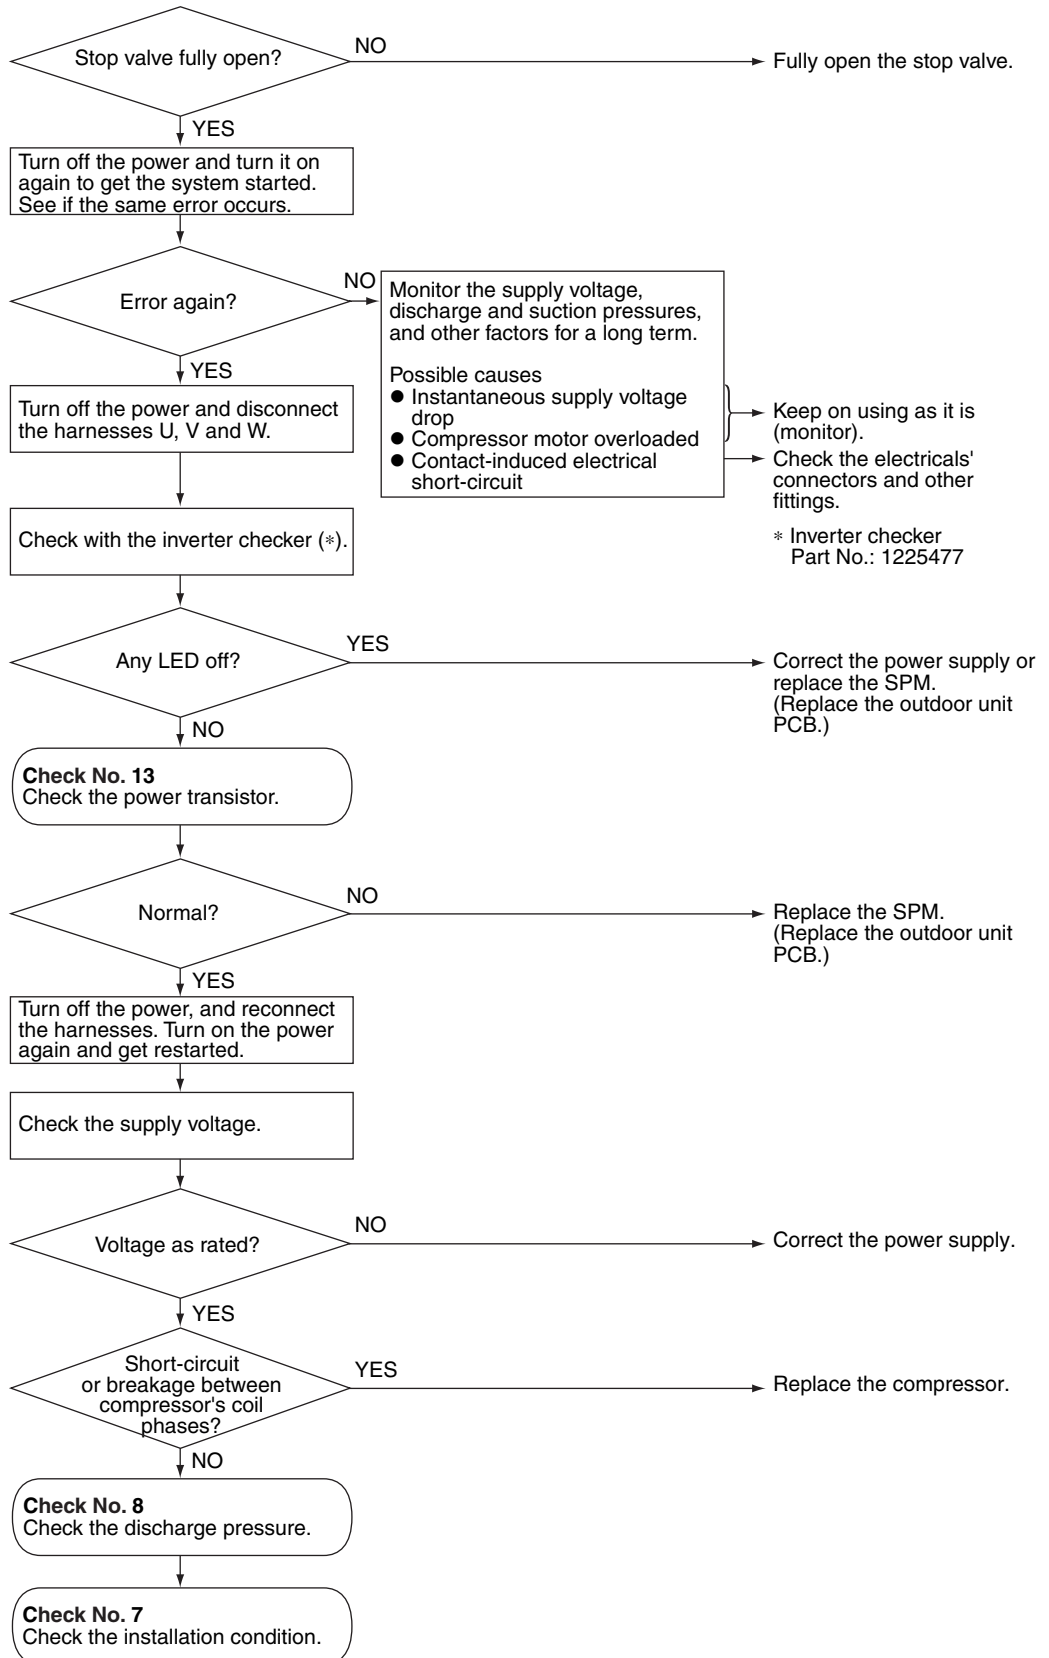 Stop valve fully open?
NO
Fully open the stop valve.
YES
Turn off the power and turn it on
again to get the system started.
See if the same error occurs.
Error again?
NO
Monitor the supply voltage,
discharge and suction pressures,
and other factors for a long term.
Possible causes
● Instantaneous supply voltage
drop
● Compressor motor overloaded
● Contact-induced electrical
short-circuit
Keep on using as it is
(monitor).
Check the electricals'
connectors and other
fittings.
* Inverter checker
Part No.: 1225477
YES
Turn off the power and disconnect
the harnesses U, V and W.
Check with the inverter checker (*).
Any LED off?
YES
Correct the power supply or
replace the SPM.
(Replace the outdoor unit
PCB.)
NO
Check No. 13
Check the power transistor.
Normal?
NO
Replace the SPM.
(Replace the outdoor unit
PCB.)
YES
Turn off the power, and reconnect
the harnesses. Turn on the power
again and get restarted.
Check the supply voltage.
Voltage as rated?
NO
Correct the power supply.
YES
Short-circuit
or breakage between
compressor's coil
phases?
YES
Replace the compressor.
NO
Check No. 8
Check the discharge pressure.
Check No. 7
Check the installation condition.